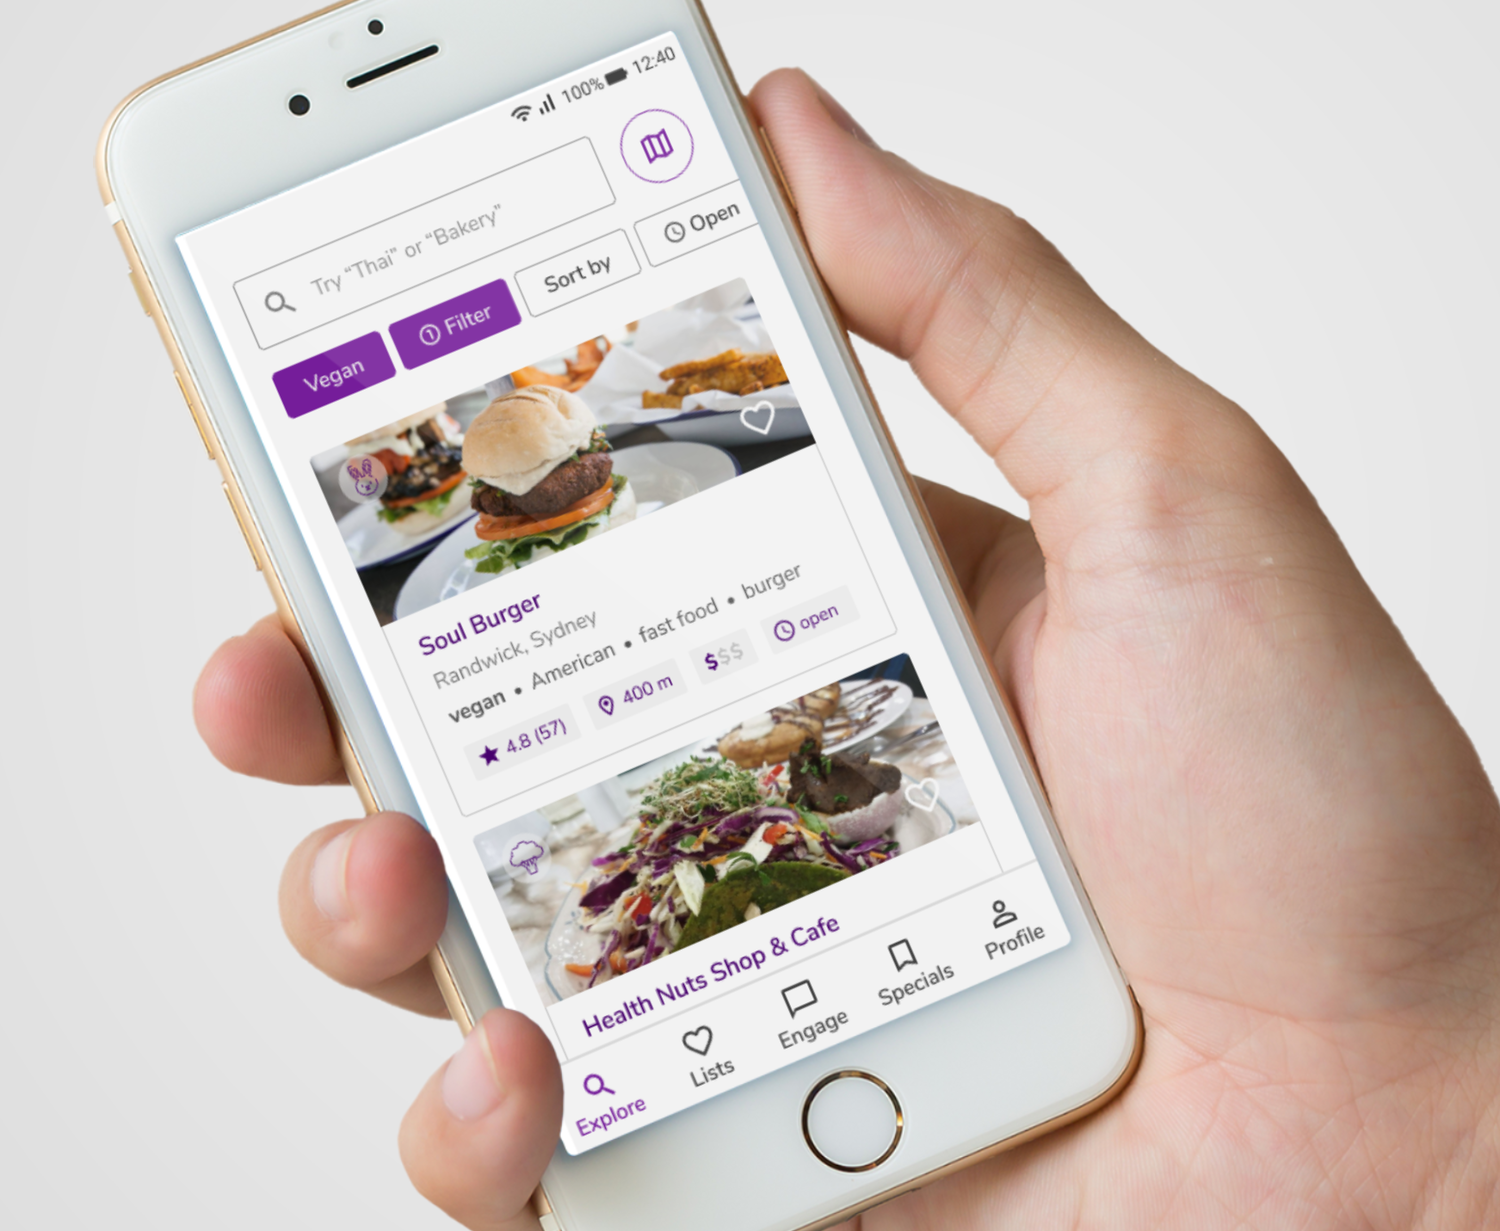 100% 12:40
Try “Thai” or “Bakery”
Vegan
1 Filter
Sort by
Open
Soul Burger
Randwick, Sydney
vegan • American • fast food • burger
4.8 (57)
400 m
$$$
open
Health Nuts Shop & Cafe
Explore
Lists
Engage
Specials
Profile